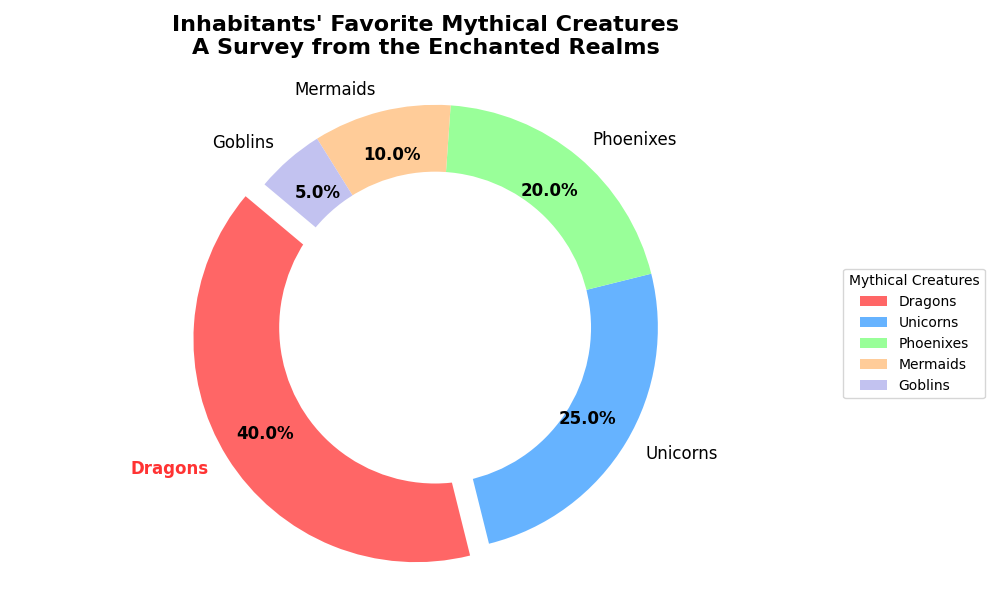 Inhabitants' Favorite Mythical Creatures
A Survey from the Enchanted Realms
Mermaids
Goblins
Phoenixes
10.0%
5.0%
20.0%
Mythical Creatures
Dragons
Unicorns
Phoenixes
Mermaids
Goblins
25.0%
40.0%
Unicorns
Dragons